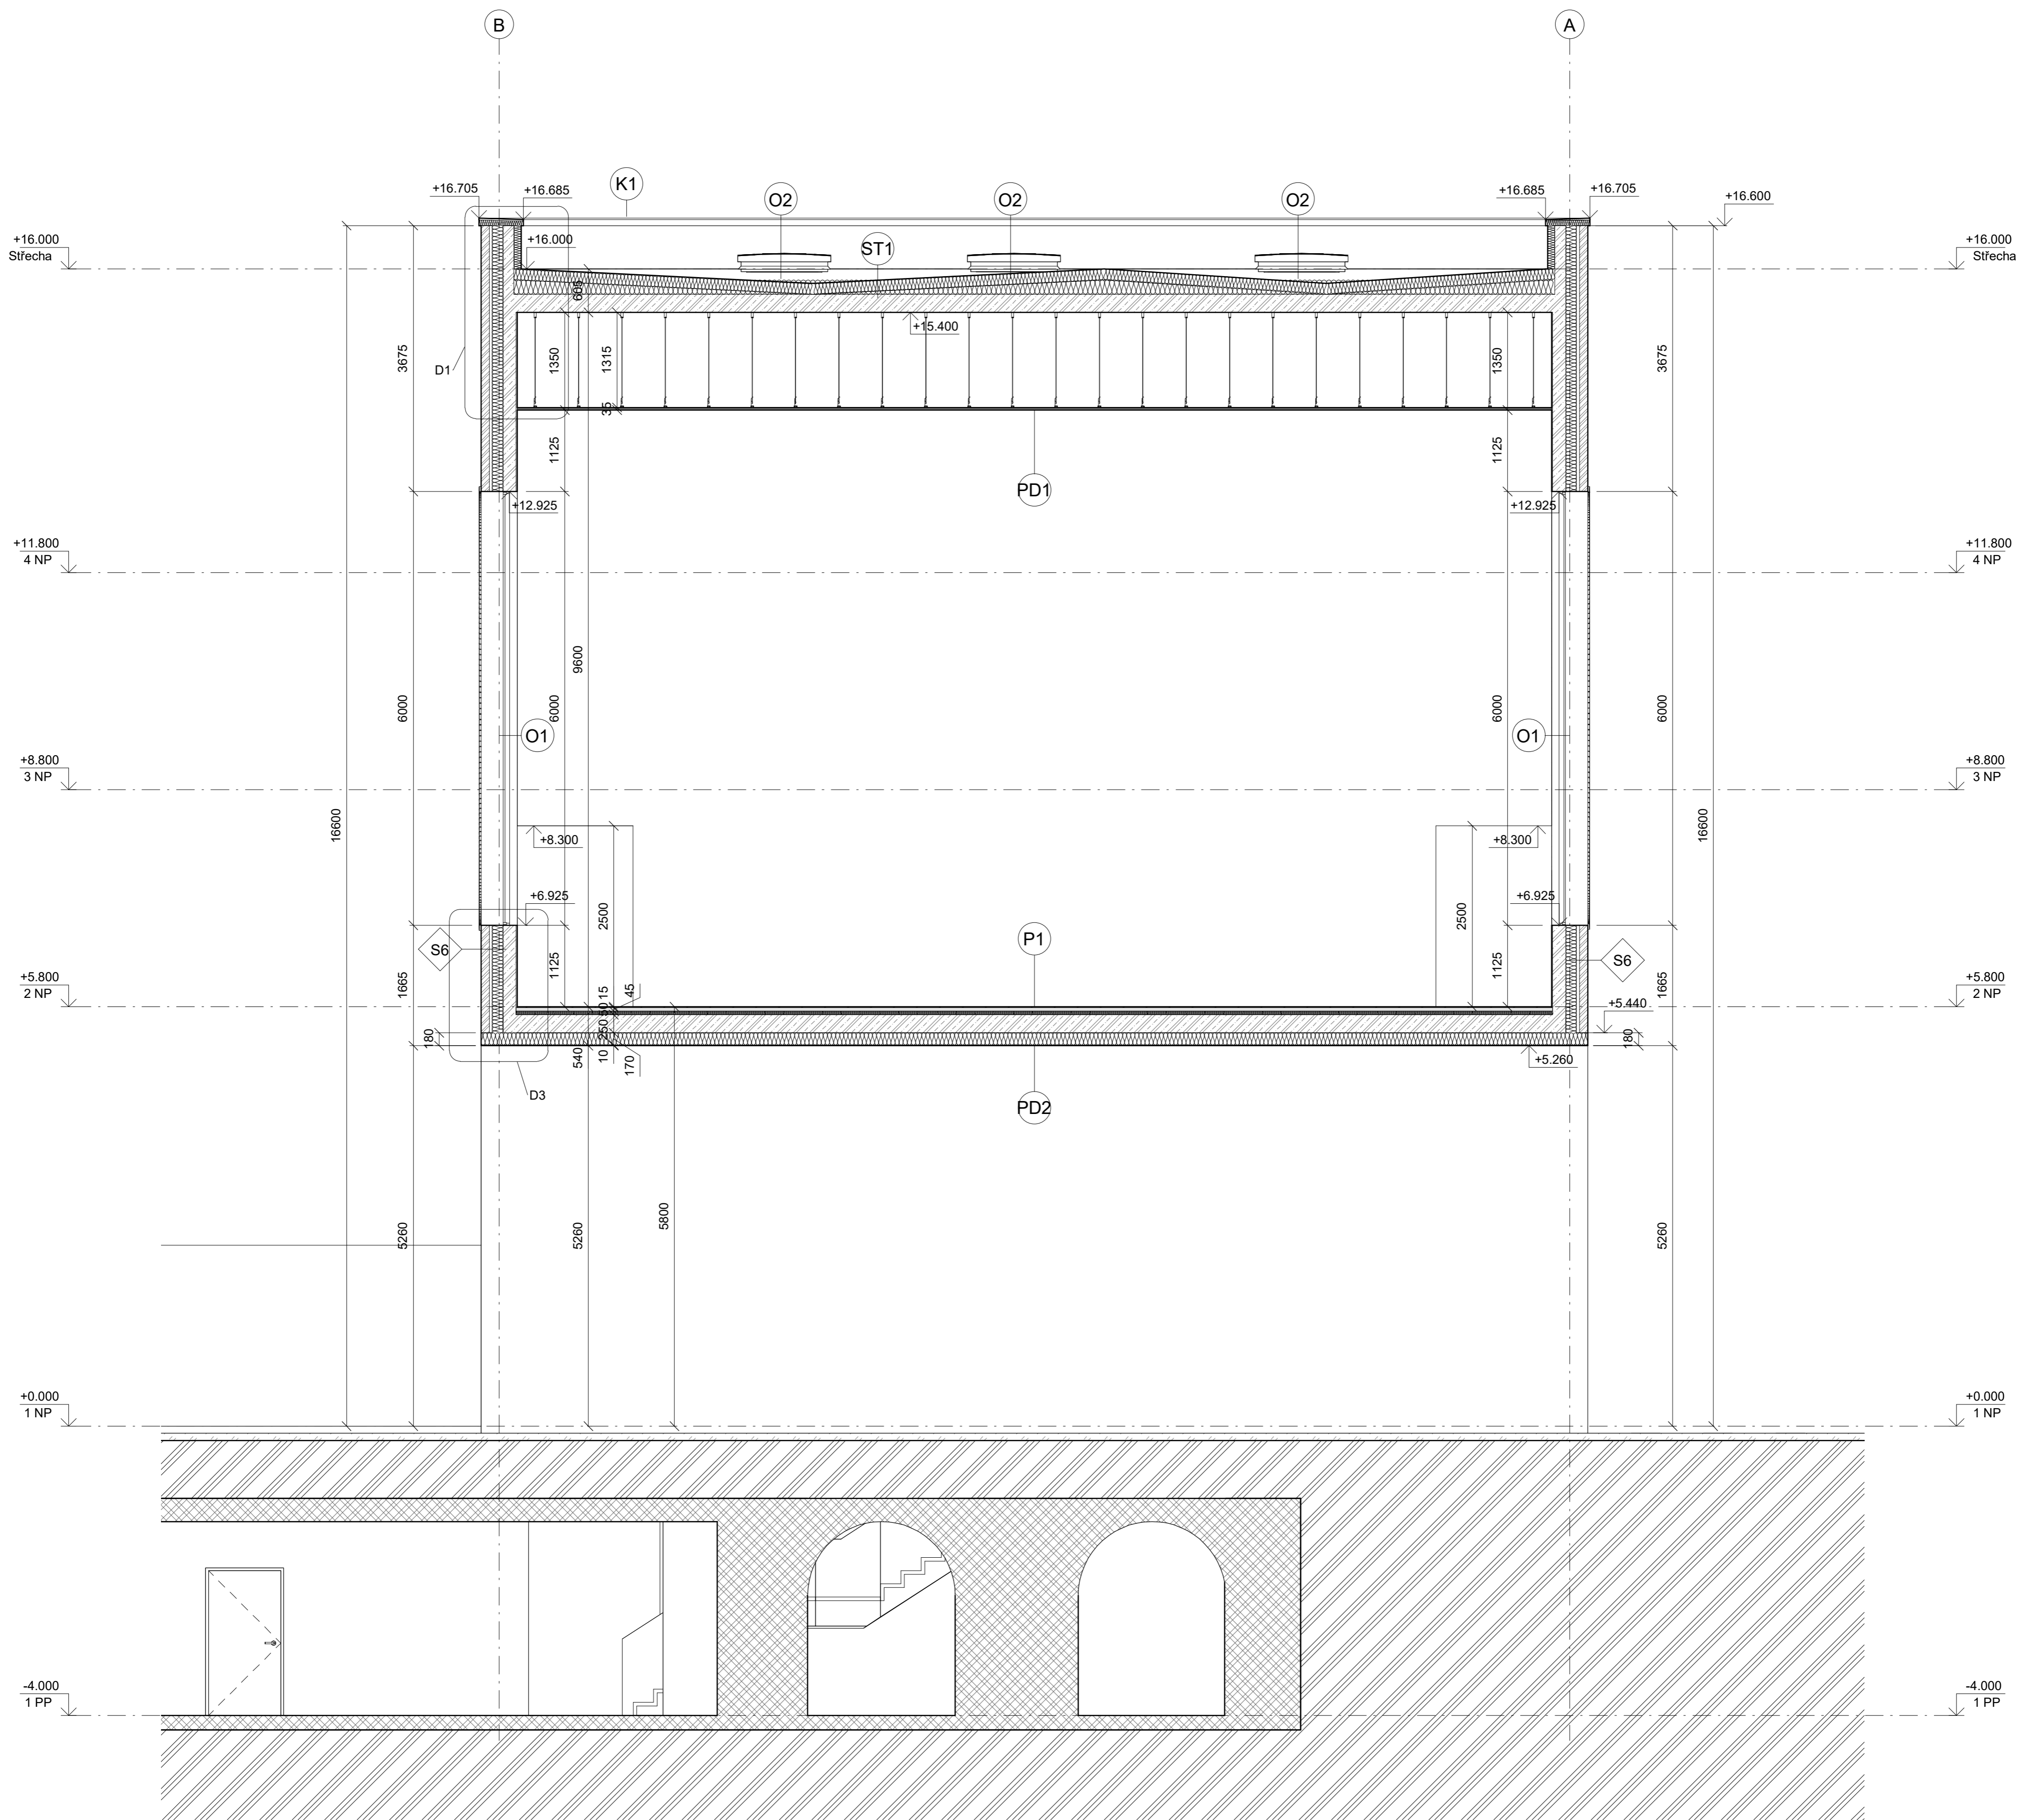 B
A
K1
+16.705
+16.685
O2
O2
O2
+16.685
+16.705
+16.600
+16.000
Střecha
+16.000
ST1
+16.000
Střecha
605
+15.400
3675
D1
1350
1315
35
1350
3675
1125
1125
PD1
+12.925
+12.925
+11.800
4 NP
+11.800
4 NP
9600
6000
6000
6000
6000
O1
O1
+8.800
3 NP
+8.800
3 NP
16600
16600
+8.300
+8.300
+6.925
+6.925
2500
2500
P1
S6
S6
1125
1125
1665
1665
+5.800
2 NP
+5.800
2 NP
15
45
50
250
+5.440
180
180
540
10
170
+5.260
D3
PD2
5800
5260
5260
5260
+0.000
1 NP
+0.000
1 NP
-4.000
1 PP
-4.000
1 PP